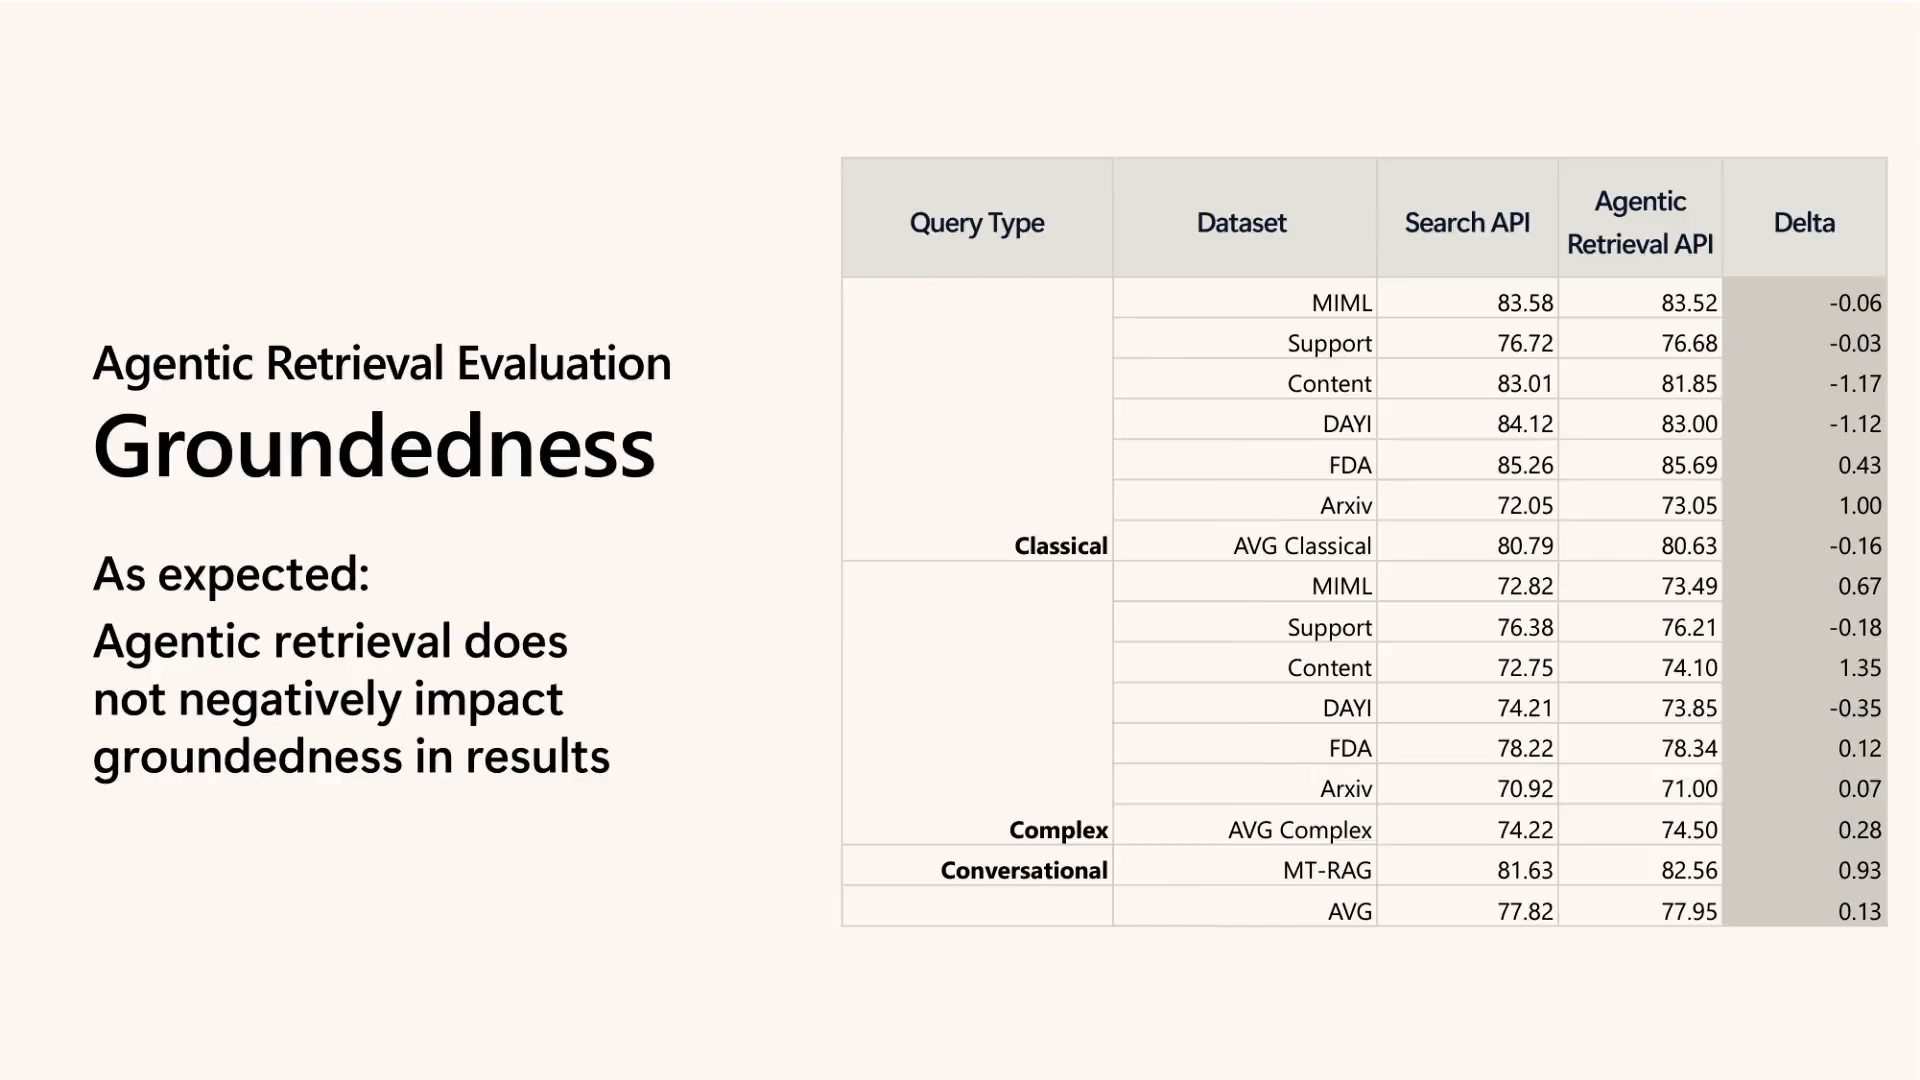 Agentic Retrieval Evaluation
Groundedness
As expected:
Agentic retrieval does
not negatively impact
groundedness in results
Query Type Dataset Search API Agentic Retrieval API Delta
MIML 83.58 83.52 -0.06
Support 76.72 76.68 -0.03
Content 83.01 81.85 -1.17
DAYI 84.12 83.00 -1.12
FDA 85.26 85.69 0.43
Arxiv 72.05 73.05 1.00
Classical AVG Classical 80.79 80.63 -0.16
MIML 72.82 73.49 0.67
Support 76.38 76.21 -0.18
Content 72.75 74.10 1.35
DAYI 74.21 73.85 -0.35
FDA 78.22 78.34 0.12
Arxiv 70.92 71.00 0.07
Complex AVG Complex 74.22 74.50 0.28
Conversational MT-RAG 81.63 82.56 0.93
AVG 77.82 77.95 0.13